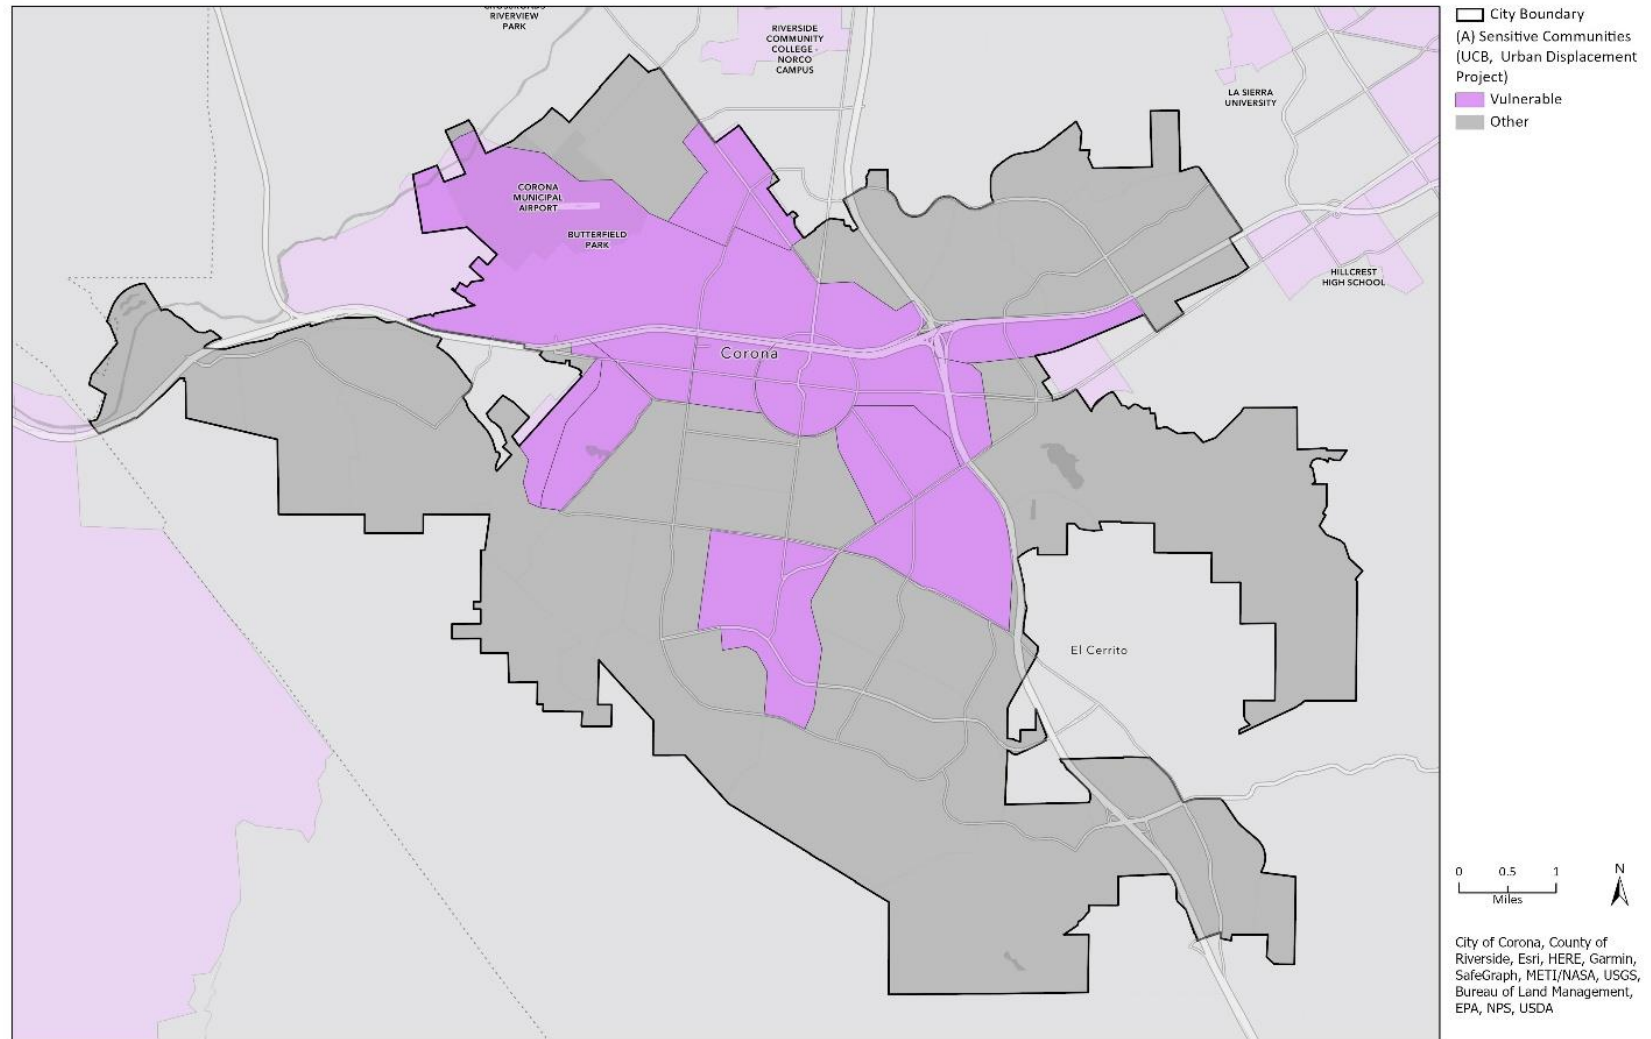 CROSSROADS
RIVERVIEW
PARK
RIVERSIDE
COMMUNITY
COLLEGE -
NORCO
CAMPUS
LA SIERRA
UNIVERSITY
CORONA
MUNICIPAL
AIRPORT
BUTTERFIELD
PARK
HILLCREST
HIGH SCHOOL
Corona
El Cerrito
City Boundary
(A) Sensitive Communities
(UCB, Urban Displacement
Project)
Vulnerable
Other
0 0.5 1
Miles
N
City of Corona, County of
Riverside, Esri, HERE, Garmin,
SafeGraph, METI/NASA, USGS,
Bureau of Land Management,
EPA, NPS, USDA